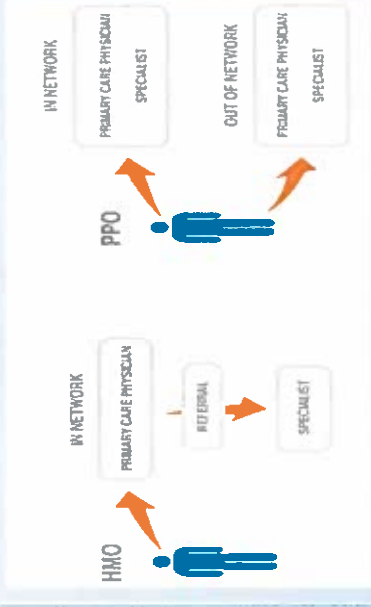 HMO
IN NETWORK
PRIMARY CARE PHYSICIAN
REFERRAL
SPECIALIST
PPO
IN NETWORK
PRIMARY CARE PHYSICIAN
SPECIALIST
OUT OF NETWORK
PRIMARY CARE PHYSICIAN
SPECIALIST